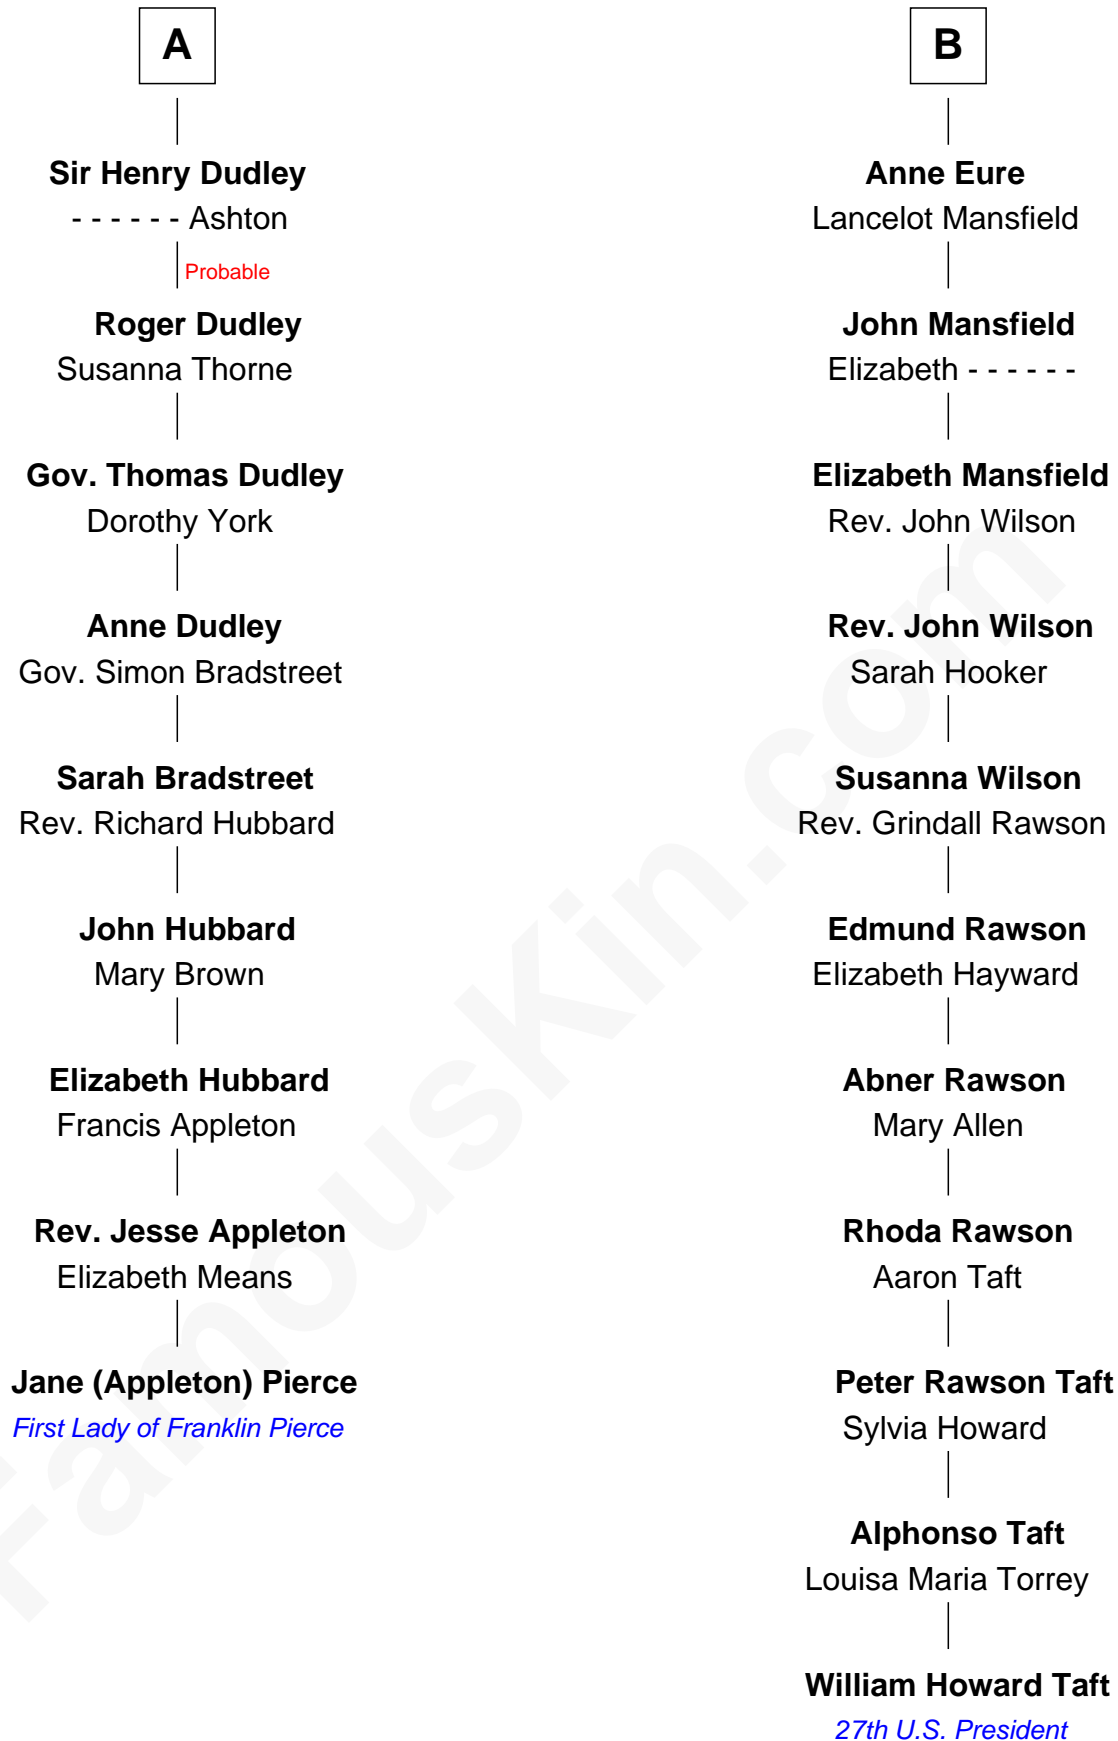 A
Sir Henry Dudley
- - - - - - Ashton
Probable
Roger Dudley
Susanna Thorne
Gov. Thomas Dudley
Dorothy York
Anne Dudley
Gov. Simon Bradstreet
Sarah Bradstreet
Rev. Richard Hubbard
John Hubbard
Mary Brown
Elizabeth Hubbard
Francis Appleton
Rev. Jesse Appleton
Elizabeth Means
Jane (Appleton) Pierce
First Lady of Franklin Pierce
B
Anne Eure
Lancelot Mansfield
John Mansfield
Elizabeth - - - - - -
Elizabeth Mansfield
Rev. John Wilson
Rev. John Wilson
Sarah Hooker
Susanna Wilson
Rev. Grindall Rawson
Edmund Rawson
Elizabeth Hayward
Abner Rawson
Mary Allen
Rhoda Rawson
Aaron Taft
Peter Rawson Taft
Sylvia Howard
Alphonso Taft
Louisa Maria Torrey
William Howard Taft
27th U.S. President
FamousKin.com